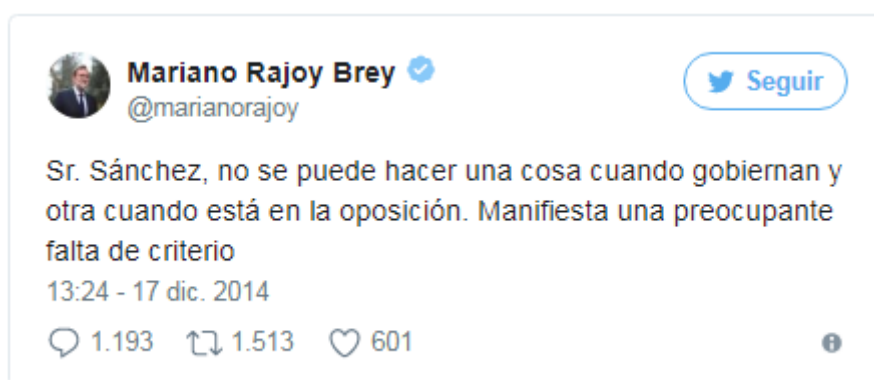 Mariano Rajoy Brey
@marianorajoy
Seguir
Sr. Sánchez, no se puede hacer una cosa cuando gobiernan y
otra cuando está en la oposición. Manifiesta una preocupante
falta de criterio
13:24 - 17 dic. 2014
1.193 1.513 601